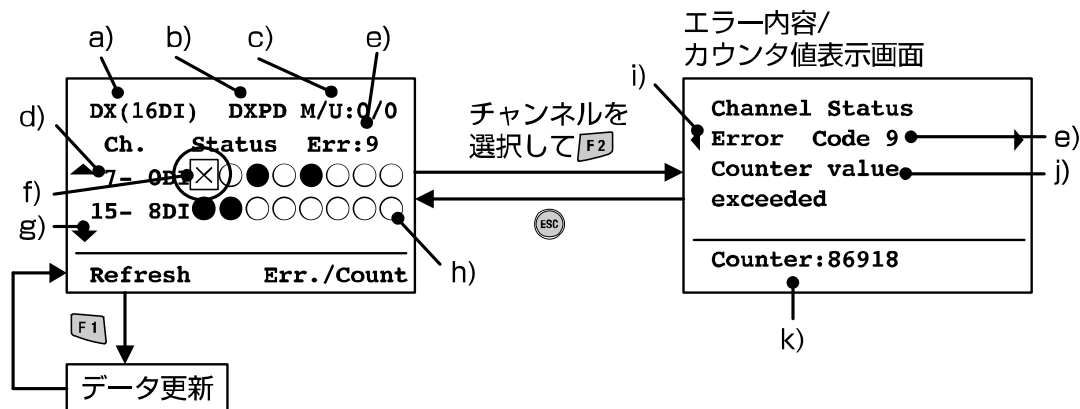 エラー内容/
カウンタ値表示画面
a)
b)
c)
e)
DX(16DI) DXPD M/U:0/0
Ch. Status Err:9
d)
7- 0DI
f)
15- 8DI
g)
h)
Refresh Err./Count
F1
データ更新
チャンネルを
選択して F2
ESC
i)
Channel Status
Error Code 9
e)
Counter value
j)
exceeded
Counter:86918
k)